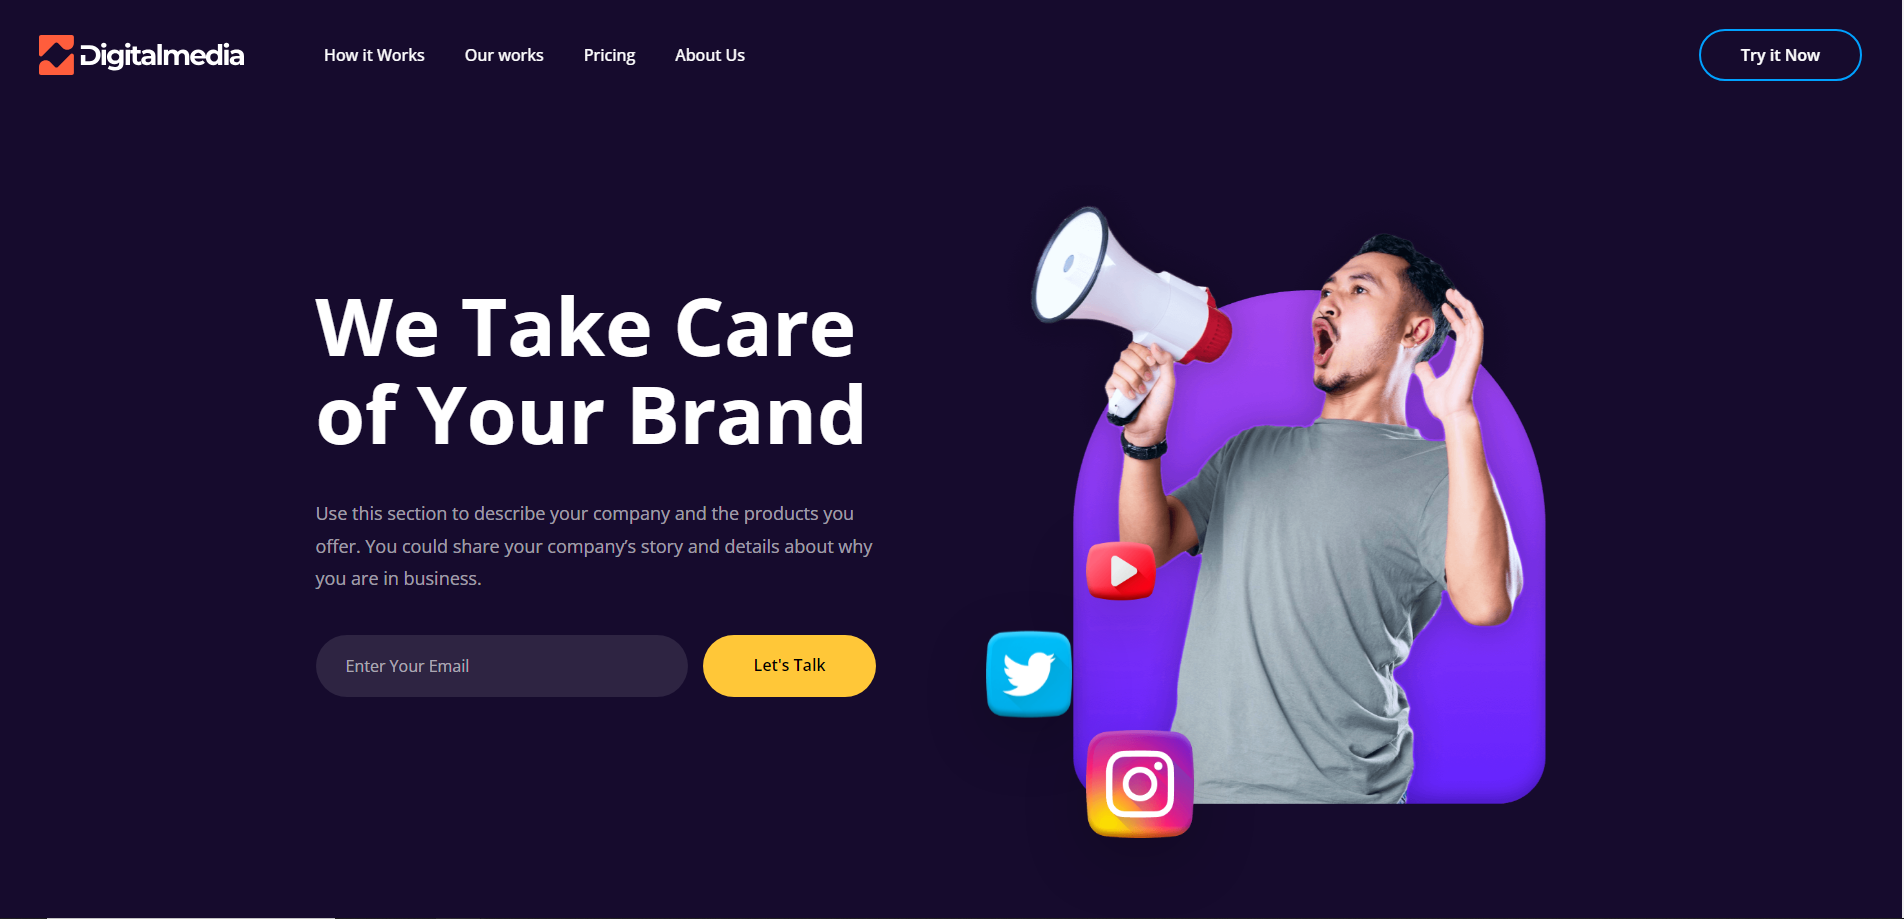 Digitalmedia
How it Works
Our works
Pricing
About Us
Try it Now
We Take Care
of Your Brand
Use this section to describe your company and the products you
offer. You could share your company’s story and details about why
you are in business.
Enter Your Email
Let's Talk